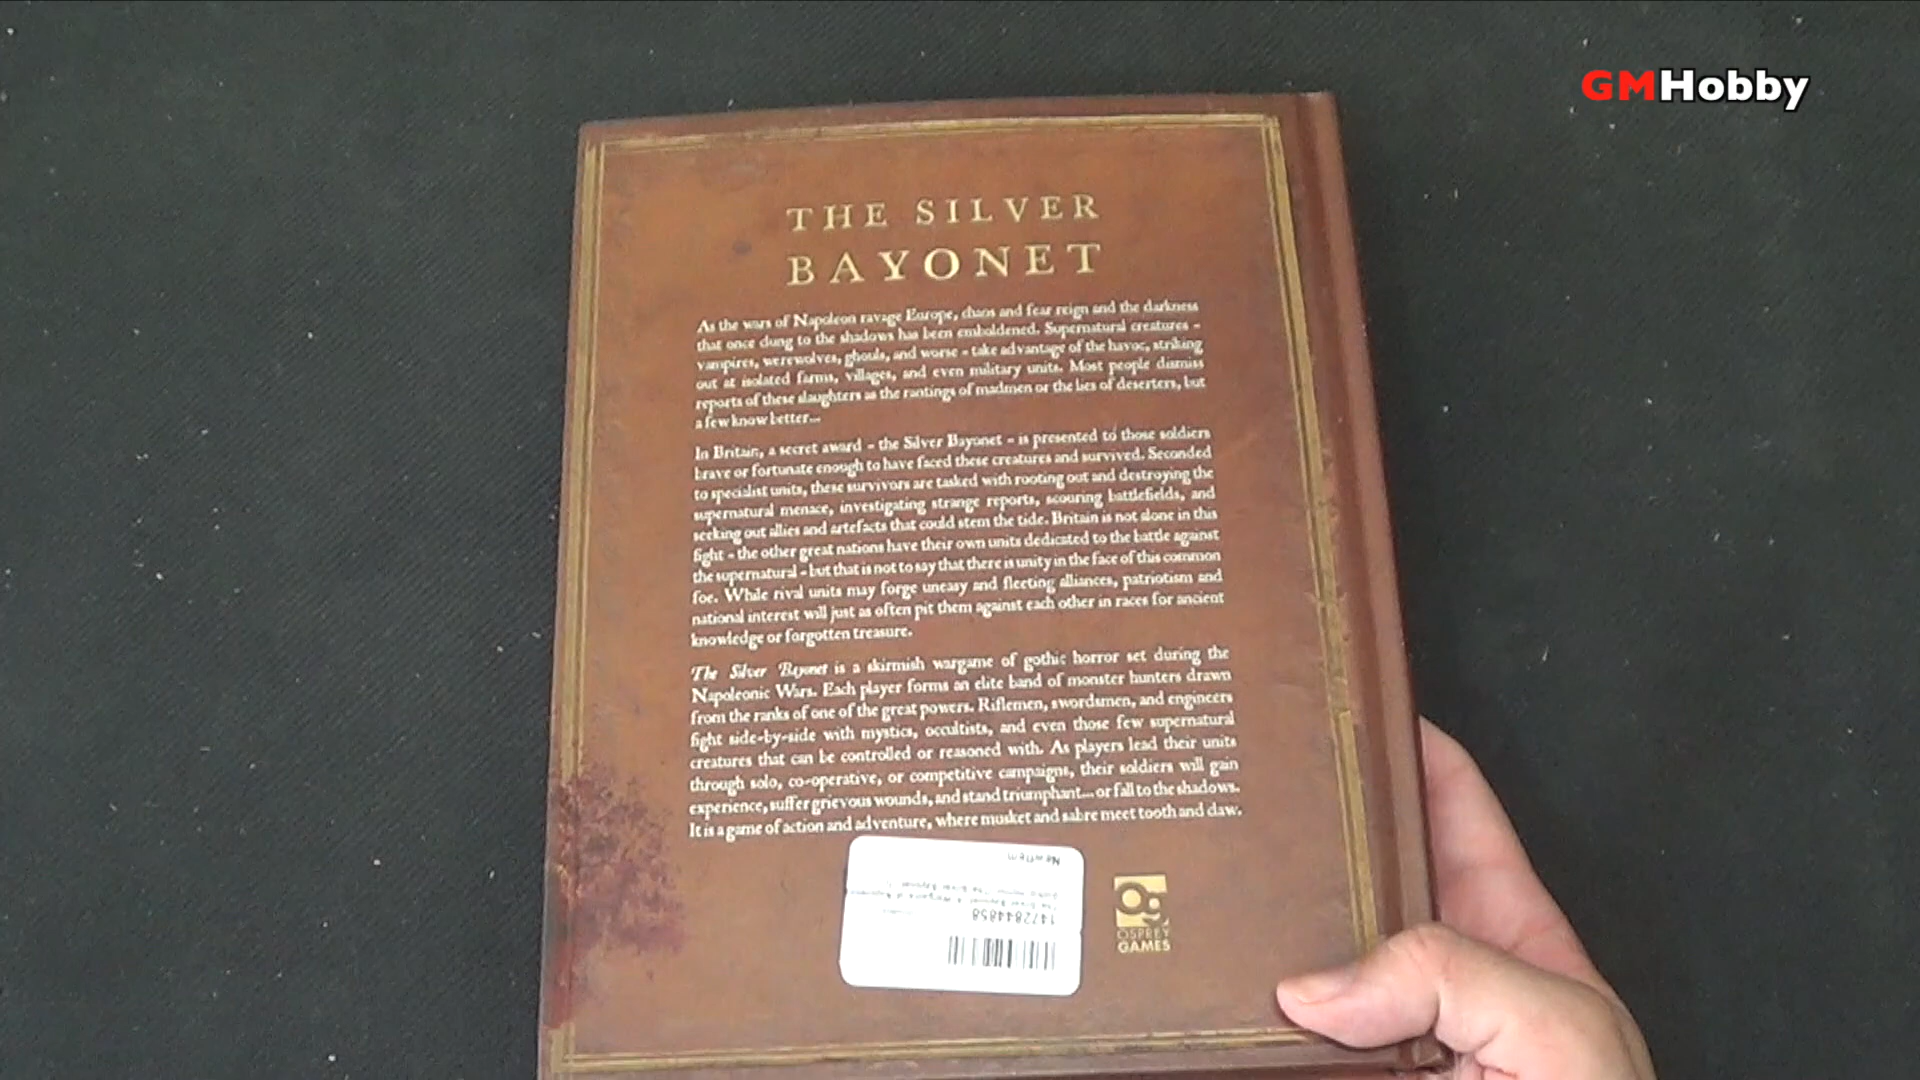 GMHobby
THE SILVER
BAYONET
As the wars of Napoleon ravage Europe, chaos and fear reign and the darkness
that once clung to the shadows has been emboldened. Supernatural creatures -
vampires, werewolves, ghouls, and worse - take advantage of the havoc, striking
out at isolated farms, villages, and even military units. Most people dismiss
reports of these slaughters as the rantings of madmen or the lies of deserters, but
a few know better...
In Britain, a secret award - the Silver Bayonet - is presented to those soldiers
brave or fortunate enough to have faced these creatures and survived. Seconded
to specialist units, these survivors are tasked with rooting out and destroying the
supernatural menace, investigating strange reports, scouring battlefields, and
seeking out allies and artefacts that could stem the tide. Britain is not alone in this
fight - the other great nations have their own units dedicated to the battle against
the supernatural - but that is not to say that there is unity in the face of this common
foe. While rival units may forge uneasy and fleeting alliances, patriotism and
national interest will just as often pit them against each other in races for ancient
knowledge or forgotten treasure.
The Silver Bayonet is a skirmish wargame of gothic horror set during the
Napoleonic Wars. Each player forms an elite band of monster hunters drawn
from the ranks of one of the great powers. Riflemen, swordsmen, and engineers
fight side-by-side with mystics, occultists, and even those few supernatural
creatures that can be controlled or reasoned with. As players lead their units
through solo, co-operative, or competitive campaigns, their soldiers will gain
experience, suffer grievous wounds, and stand triumphant... or fall to the shadows.
It is a game of action and adventure, where musket and sabre meet tooth and claw.
1472844858
New Item
Og
OSPREY
GAMES